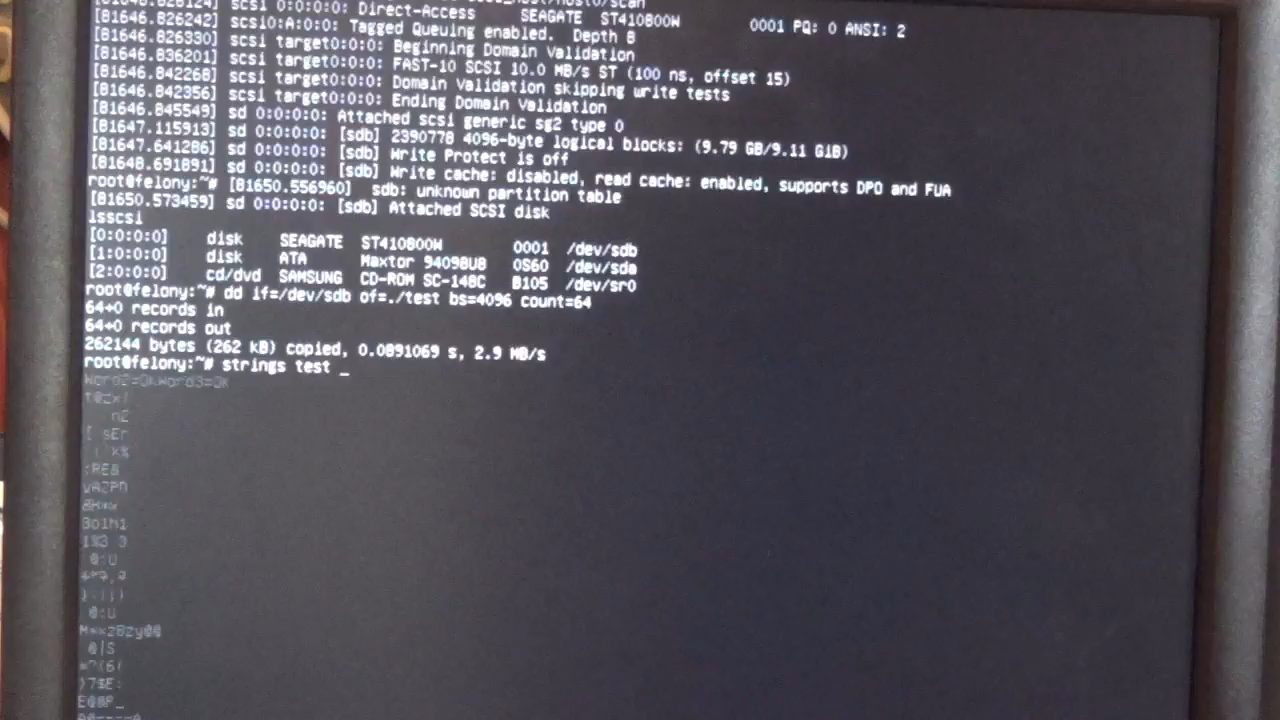 scsi 0:0:0:0: Direct-Access SEAGATE ST410800W 0001 PQ: 0 ANSI: 2
[81646.826242] scsi0:A:0:0: Tagged Queuing enabled. Depth 8
[81646.826330] scsi target0:0:0: Beginning Domain Validation
[81646.836201] scsi target0:0:0: FAST-10 SCSI 10.0 MB/s ST (100 ns, offset 15)
[81646.842268] scsi target0:0:0: Domain Validation skipping write tests
[81646.842356] scsi target0:0:0: Ending Domain Validation
[81646.845549] sd 0:0:0:0: Attached scsi generic sg2 type 0
[81647.115913] sd 0:0:0:0: [sdb] 2390778 4096-byte logical blocks: (9.79 GB/9.11 GiB)
[81647.641286] sd 0:0:0:0: [sdb] Write Protect is off
[81648.691891] sd 0:0:0:0: [sdb] Write cache: disabled, read cache: enabled, supports DPO and FUA
root@felony:~# [81650.556960] sdb: unknown partition table
[81650.573459] sd 0:0:0:0: [sdb] Attached SCSI disk
lsscsi
[0:0:0:0] disk SEAGATE ST410800W 0001 /dev/sdb
[1:0:0:0] disk ATA Maxtor 94098U8 0S60 /dev/sda
[2:0:0:0] cd/dvd SAMSUNG CD-ROM SC-148C B105 /dev/sr0
root@felony:~# dd if=/dev/sdb of=./test bs=4096 count=64
64+0 records in
64+0 records out
262144 bytes (262 kB) copied, 0.0891069 s, 2.9 MB/s
root@felony:~# strings test _
Word2=OKWord3=OK
nZ
[ sEr
:RE8
vAZPn
@:U
@:U
@|S
)7$E: